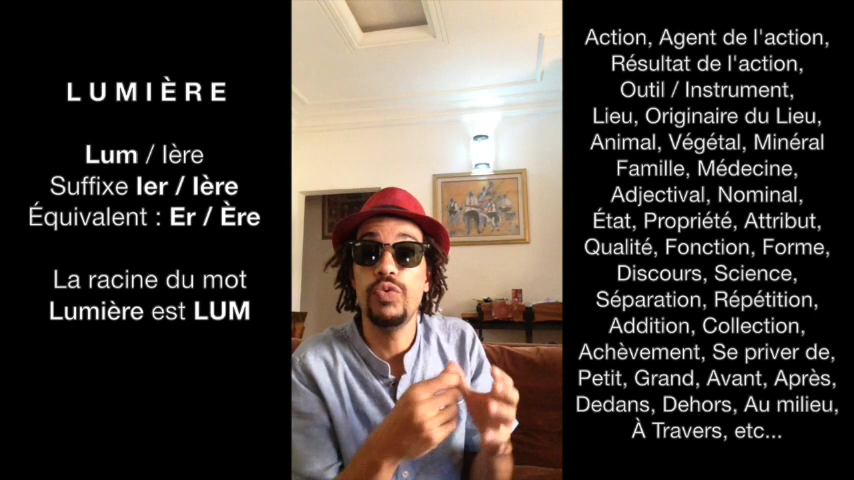 LUMIÈRE
Lum / Ière
Suffixe Ier / Ière
Équivalent : Er / Ère
La racine du mot
Lumière est LUM
Action, Agent de l'action,
Résultat de l'action,
Outil / Instrument,
Lieu, Originaire du Lieu,
Animal, Végétal, Minéral
Famille, Médecine,
Adjectival, Nominal,
État, Propriété, Attribut,
Qualité, Fonction, Forme,
Discours, Science,
Séparation, Répétition,
Addition, Collection,
Achèvement, Se priver de,
Petit, Grand, Avant, Après,
Dedans, Dehors, Au milieu,
À Travers, etc...